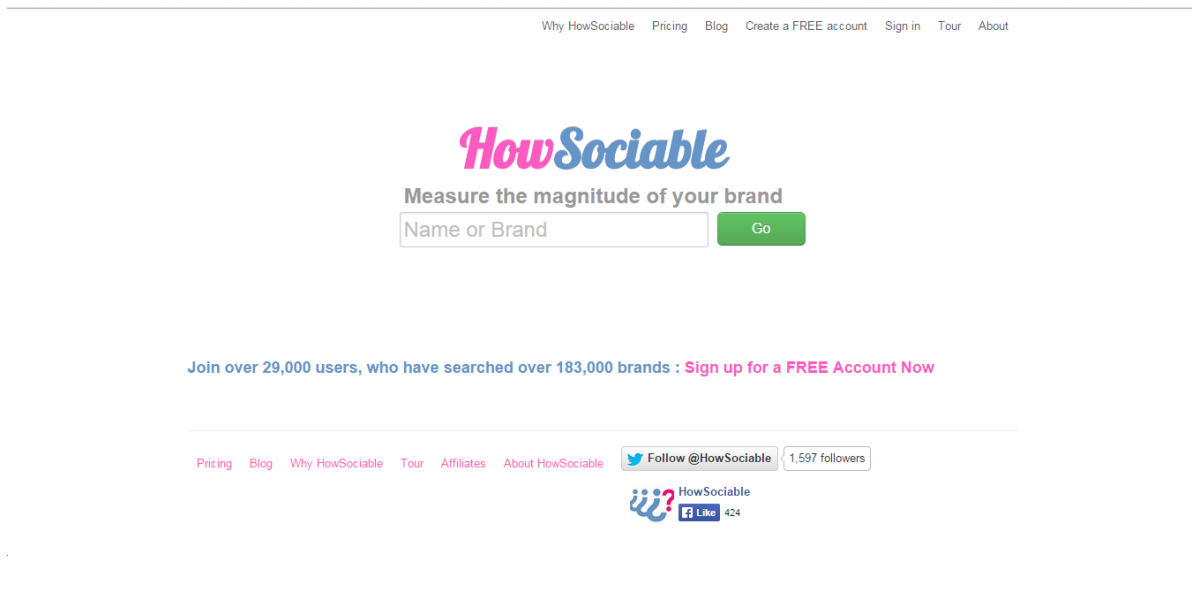 Why HowSociable Pricing Blog Create a FREE account Sign in Tour About
HowSociable
Measure the magnitude of your brand
Name or Brand Go
Join over 29,000 users, who have searched over 183,000 brands : Sign up for a FREE Account Now
Pricing Blog Why HowSociable Tour Affiliates About HowSociable Follow @HowSociable 1,597 followers
HowSociable
Like 424